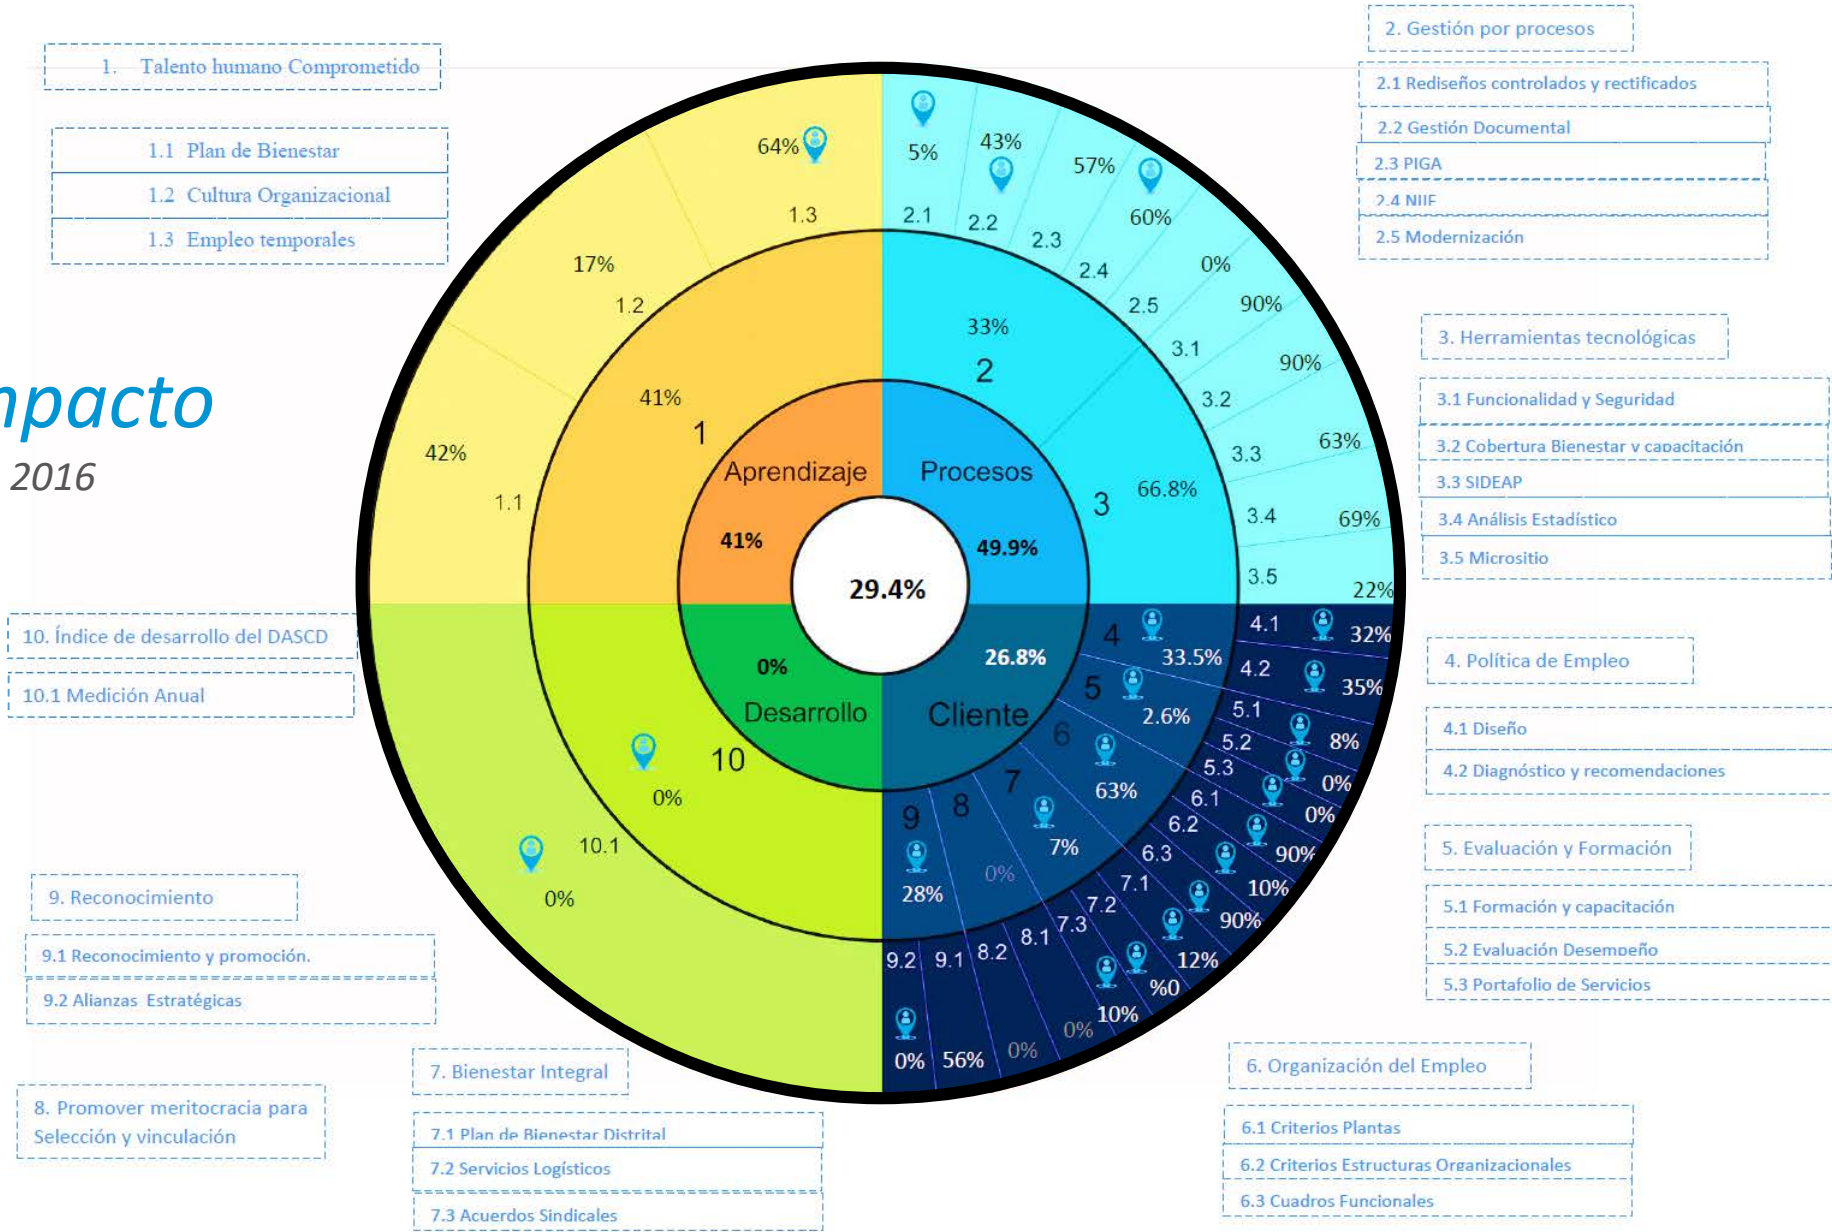 1. Talento humano Comprometido
1.1 Plan de Bienestar
1.2 Cultura Organizacional
1.3 Empleo temporales
2016
10. Índice de desarrollo del DASCD
10.1 Medición Anual
9. Reconocimiento
9.1 Reconocimiento y promoción.
9.2 Alianzas Estratégicas
8. Promover meritocracia para
Selección y vinculación
7. Bienestar Integral
7.1 Plan de Bienestar Distrital
7.2 Servicios Logísticos
7.3 Acuerdos Sindicales
2. Gestión por procesos
2.1 Rediseños controlados y rectificados
2.2 Gestión Documental
2.3 PIGA
2.4 NIIF
2.5 Modernización
3. Herramientas tecnológicas
3.1 Funcionalidad y Seguridad
3.2 Cobertura Bienestar y capacitación
3.3 SIDEAP
3.4 Análisis Estadístico
3.5 Micrositio
4. Política de Empleo
4.1 Diseño
4.2 Diagnóstico y recomendaciones
5. Evaluación y Formación
5.1 Formación y capacitación
5.2 Evaluación Desempeño
5.3 Portafolio de Servicios
6. Organización del Empleo
6.1 Criterios Plantas
6.2 Criterios Estructuras Organizacionales
6.3 Cuadros Funcionales
29.4%
Aprendizaje
41%
Procesos
49.9%
26.8%
Cliente
0%
Desarrollo
41%
1
33%
2
3
66.8%
4
33.5%
5
2.6%
6
63%
7
7%
8
0%
9
28%
10
0%
42%
1.1
17%
1.2
64%
1.3
5%
2.1
43%
2.2
57%
2.3
60%
2.4
0%
2.5
90%
3.1
90%
3.2
63%
3.3
69%
3.4
22%
3.5
4.1
32%
4.2
35%
5.1
8%
5.2
0%
5.3
0%
6.1
90%
6.2
10%
6.3
90%
7.1
12%
7.2
%0
7.3
10%
8.1
0%
8.2
0%
9.1
56%
9.2
0%
10.1
0%